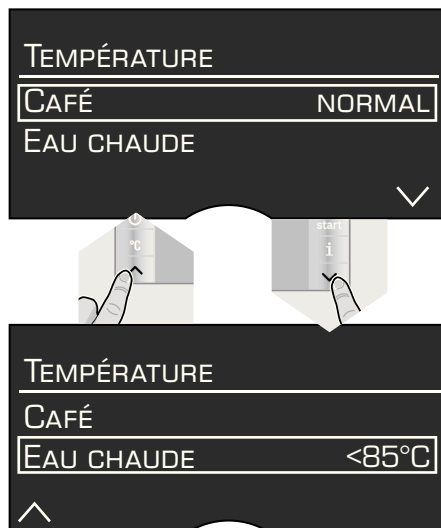 TEMPÉRATURE
CAFÉ NORMAL
EAU CHAUDE
°C
start
i
TEMPÉRATURE
CAFÉ
EAU CHAUDE <85°C